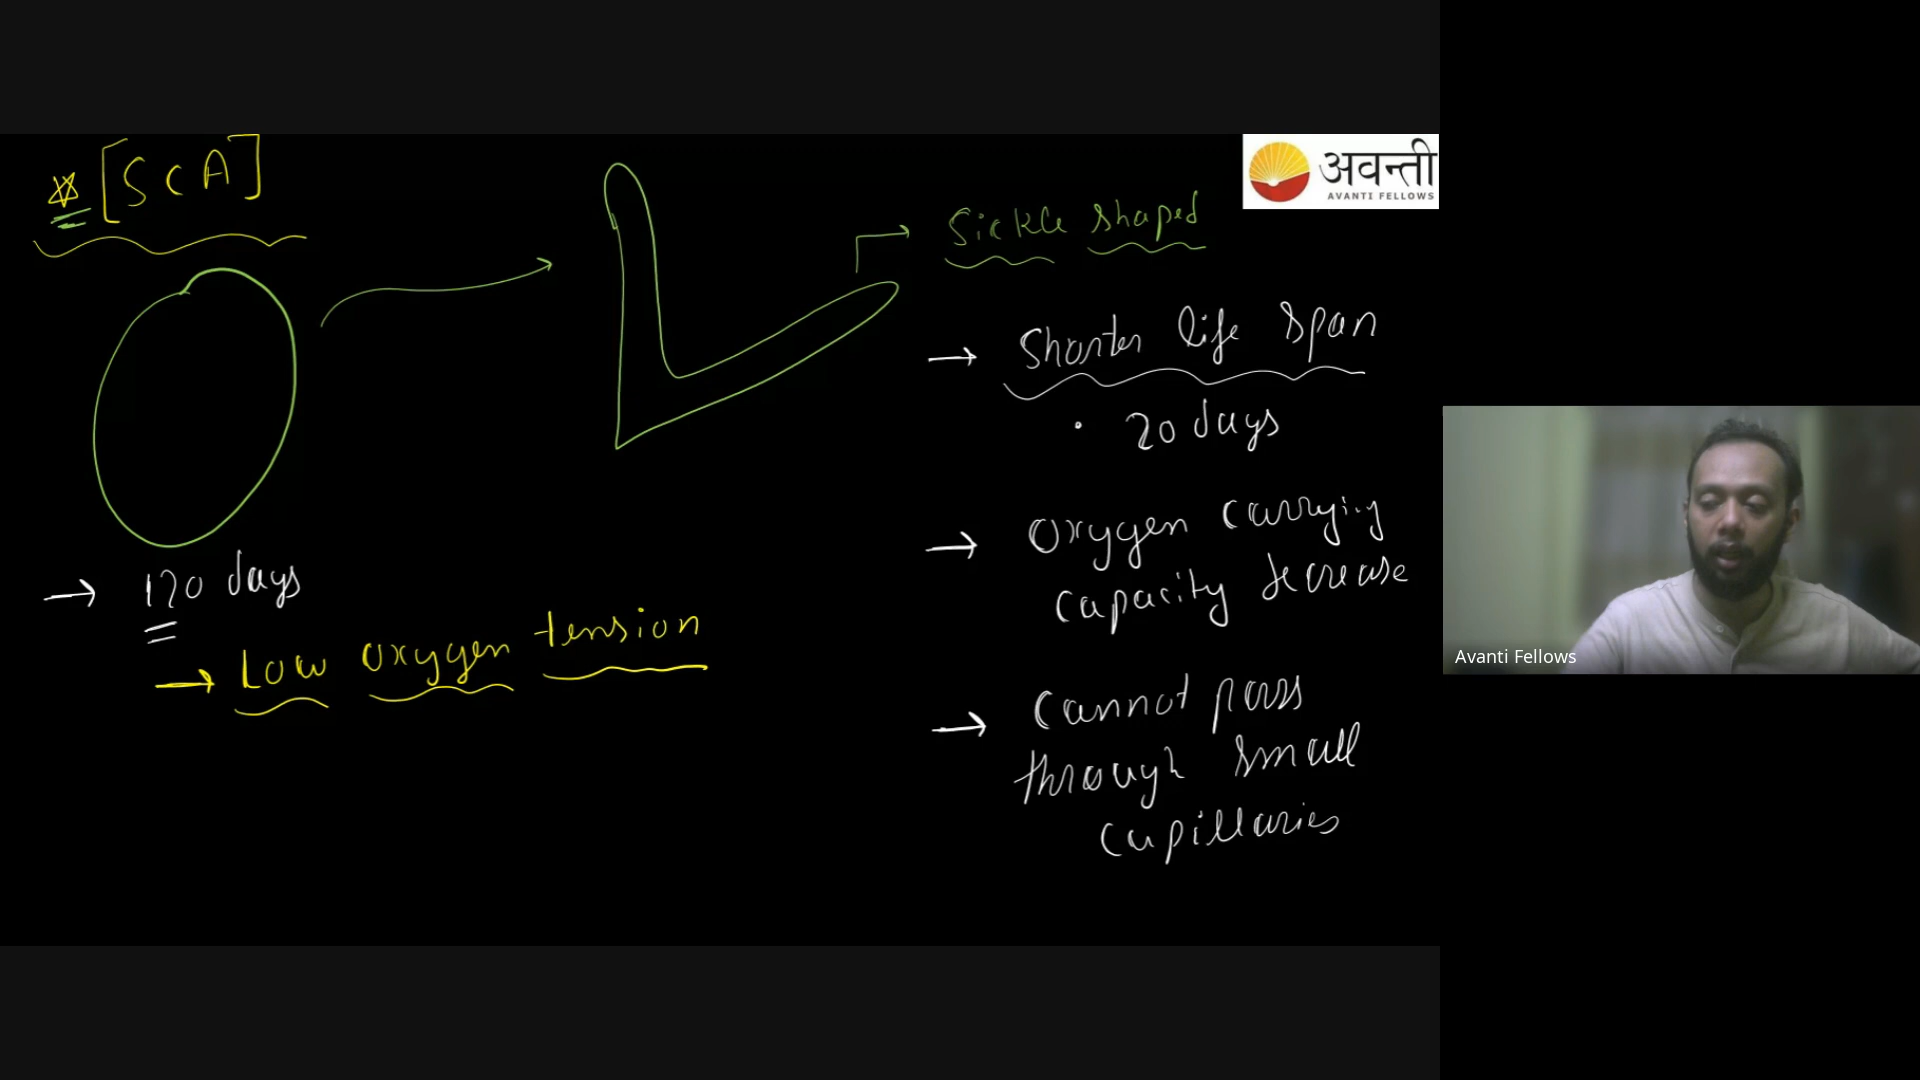 [SCA]
अवन्ती
AVANTI FELLOWS
Sickle shaped
→ Shorter life span
• 20 days
→ Oxygen carrying
capacity decrease
→ 120 days
→ Low oxygen tension
→ Cannot pass
through small
capillaries
Avanti Fellows